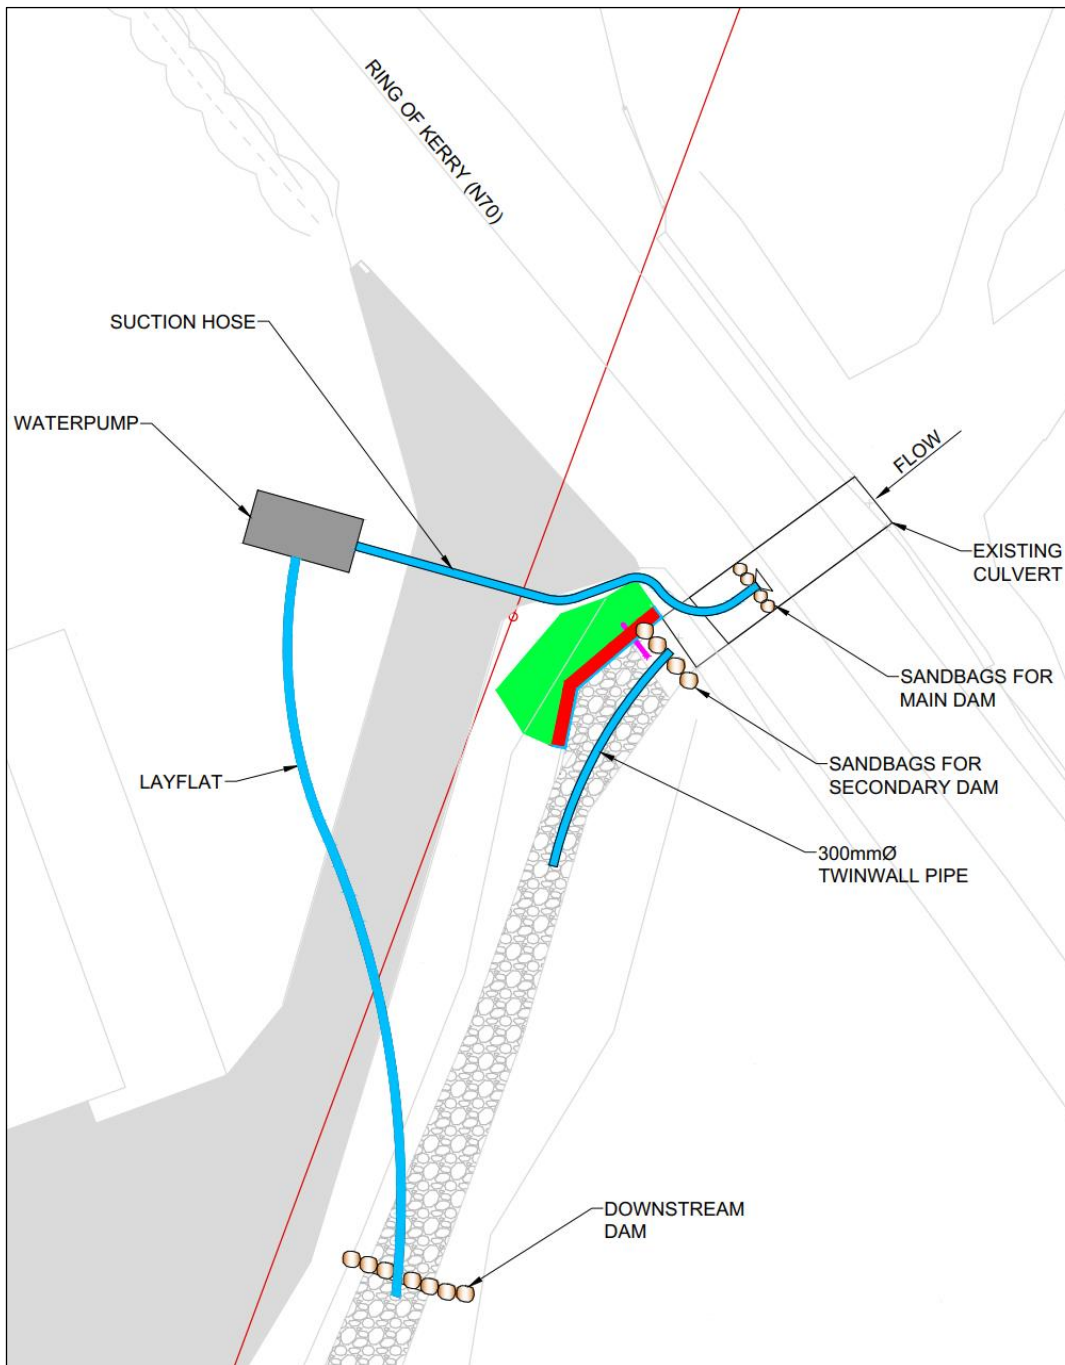 RING OF KERRY (N70)
SUCTION HOSE
WATERPUMP
FLOW
EXISTING
CULVERT
SANDBAGS FOR
MAIN DAM
SANDBAGS FOR
SECONDARY DAM
LAYFLAT
300mmØ
TWINWALL PIPE
DOWNSTREAM
DAM